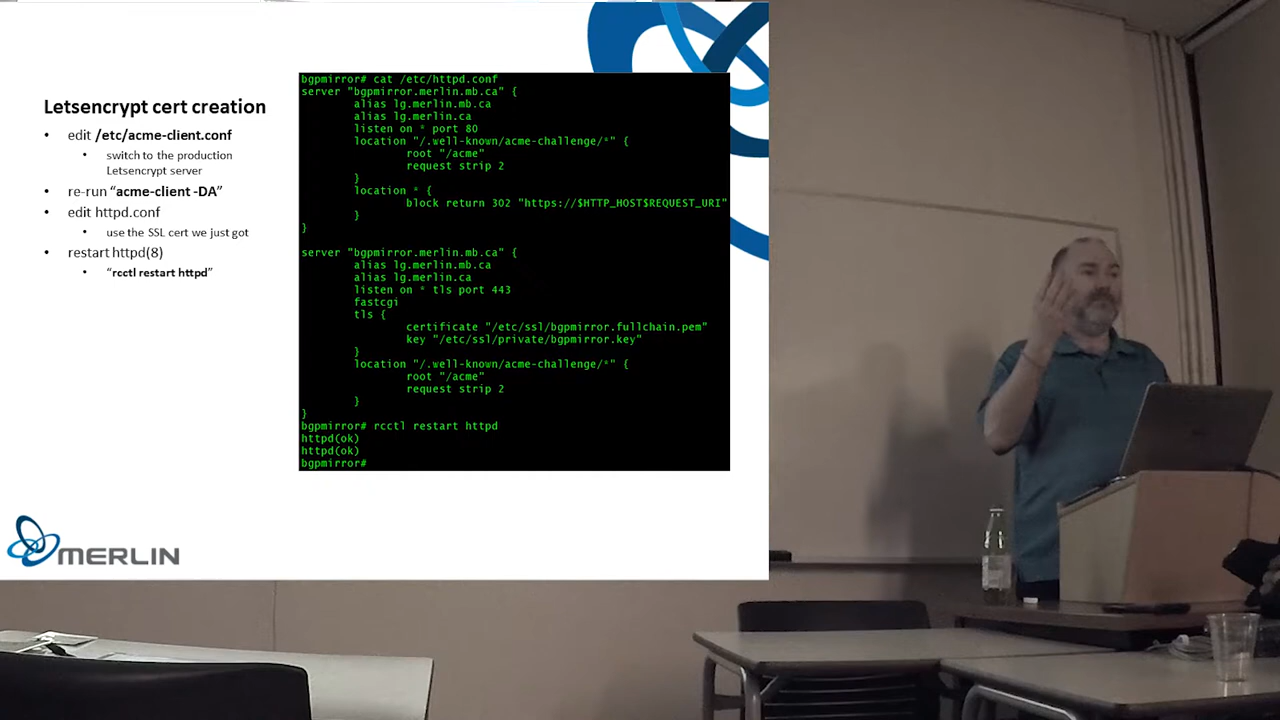 Letsencrypt cert creation
• edit /etc/acme-client.conf
• switch to the production
Letsencrypt server
• re-run “acme-client -DA”
• edit httpd.conf
• use the SSL cert we just got
• restart httpd(8)
• “rcctl restart httpd”
bgpmirror# cat /etc/httpd.conf
server "bgpmirror.merlin.mb.ca" {
alias lg.merlin.mb.ca
alias lg.merlin.ca
listen on * port 80
location "/.well-known/acme-challenge/*" {
root "/acme"
request strip 2
}
location * {
block return 302 "https://$HTTP_HOST$REQUEST_URI"
}
}
server "bgpmirror.merlin.mb.ca" {
alias lg.merlin.mb.ca
alias lg.merlin.ca
listen on * tls port 443
fastcgi
tls {
certificate "/etc/ssl/bgpmirror.fullchain.pem"
key "/etc/ssl/private/bgpmirror.key"
}
location "/.well-known/acme-challenge/*" {
root "/acme"
request strip 2
}
}
bgpmirror# rcctl restart httpd
httpd(ok)
httpd(ok)
bgpmirror#
MERLIN